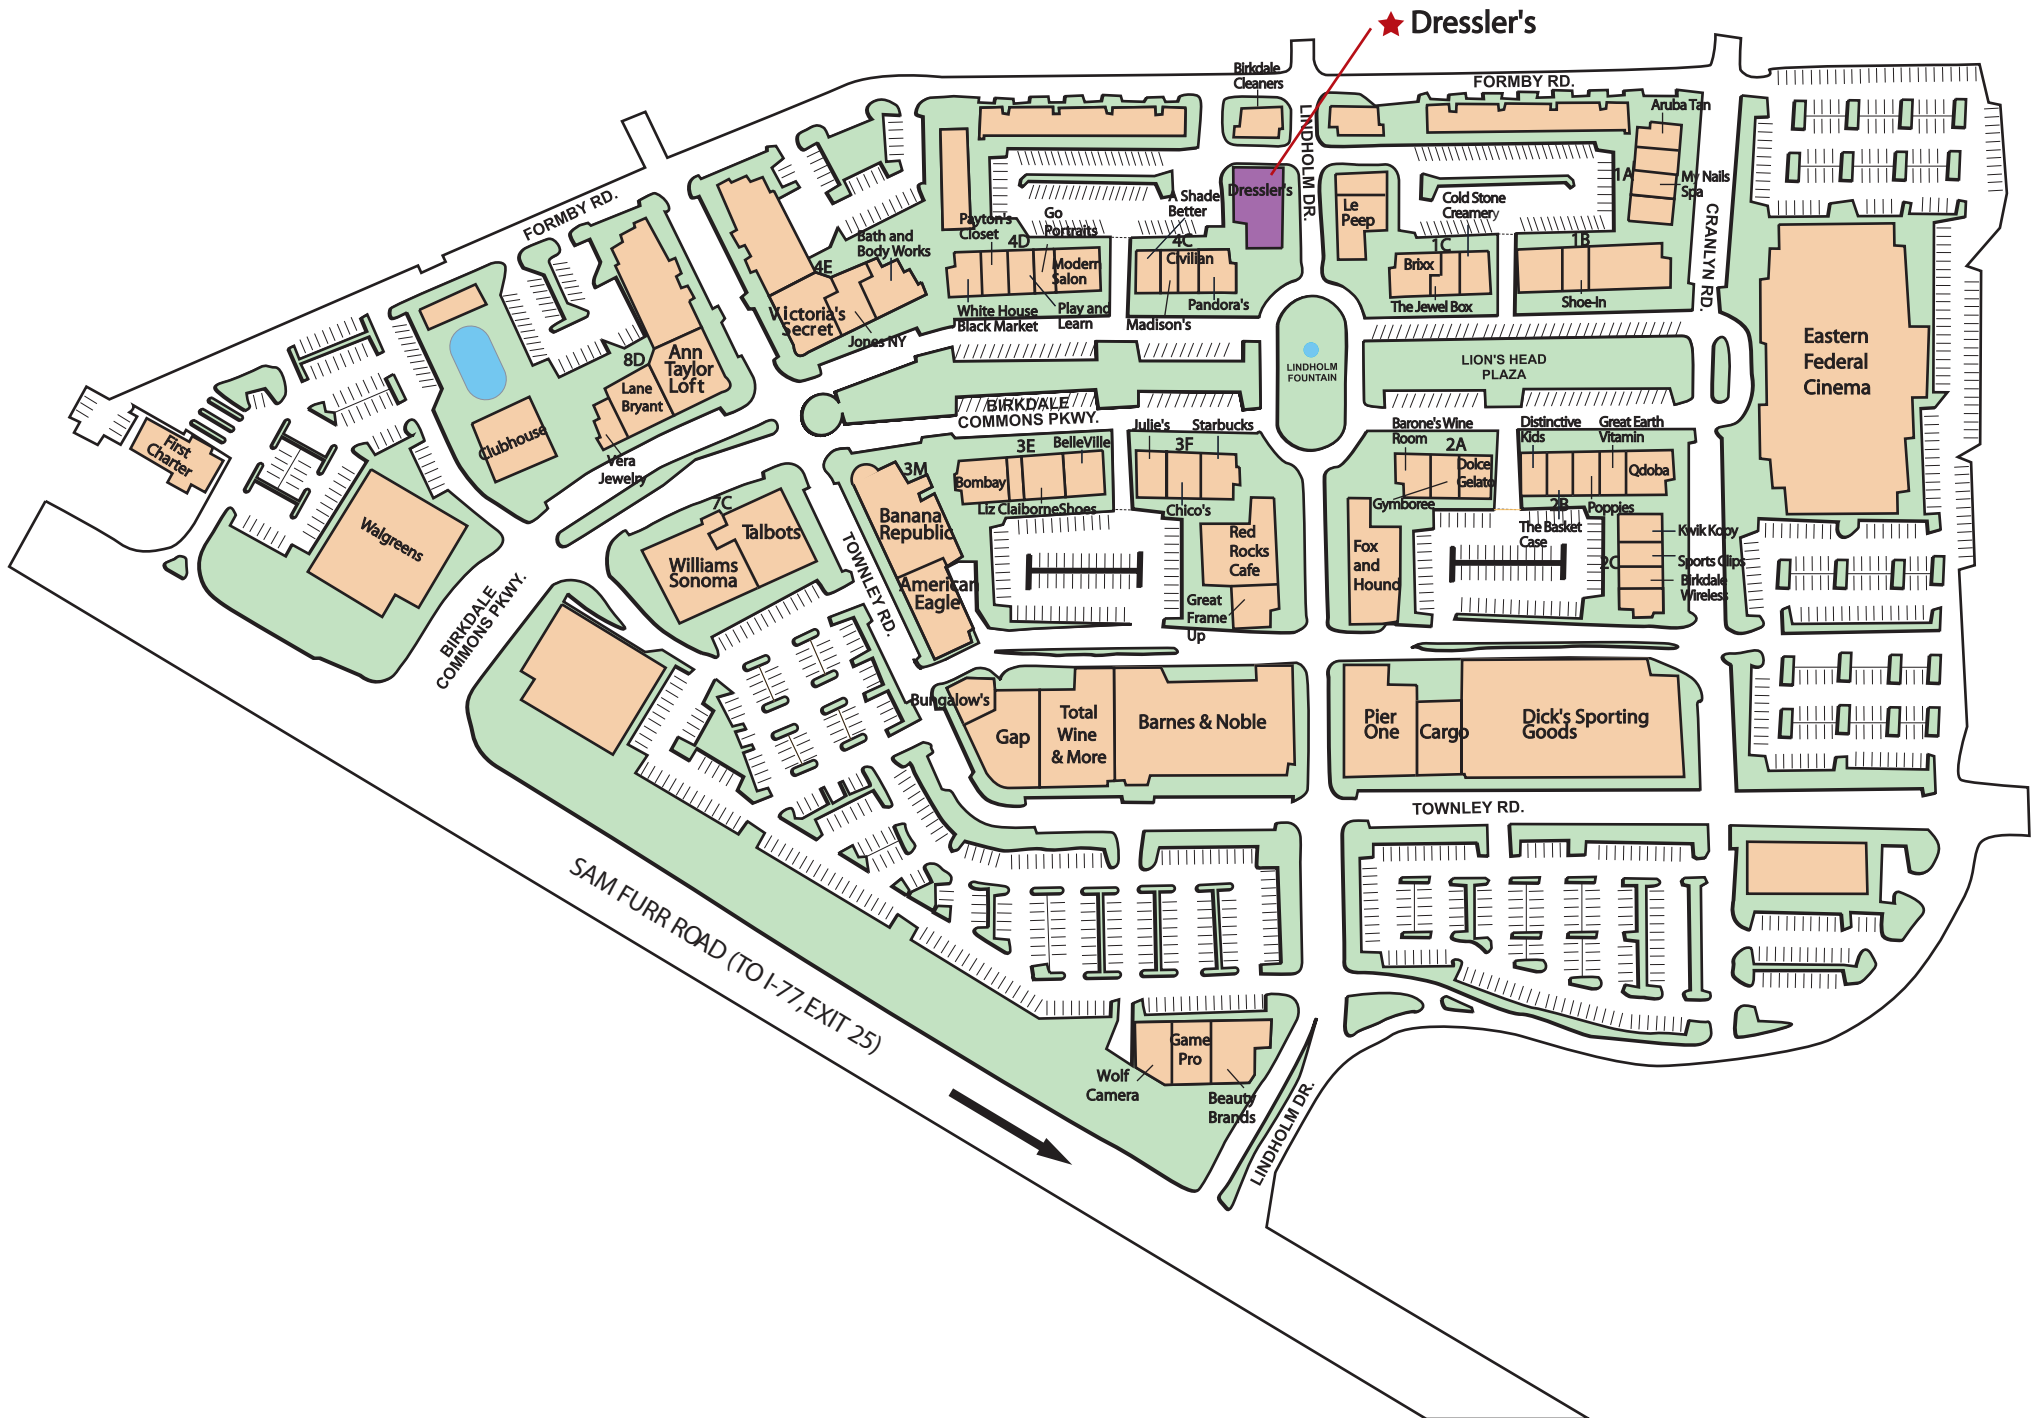 Dressler's
Birkdale
Cleaners
FORMBY RD.
Aruba Tan
LINDHOLM DR.
A Shade
Better
Dressler's
Le
Peep
Cold Stone
Creamery
1A
My Nails
Spa
CRANLYN RD.
FORMBY RD.
Payton's
Closet
Go
Portraits
4D
4C
Civilian
Bath and
Body Works
4E
Modern
Salon
1C
Brixx
1B
Victoria's
Secret
White House
Black Market
Play and
Learn
Madison's
Pandora's
The Jewel Box
Shoe-In
Jones NY
Eastern
Federal
Cinema
8D
Ann
Taylor
Loft
Lane
Bryant
LINDHOLM
FOUNTAIN
LION'S HEAD
PLAZA
BIRKDALE
COMMONS PKWY.
First
Charter
Clubhouse
Vera
Jewelry
3E
BelleVille
Julie's
Starbucks
3F
Barone's Wine
Room
2A
Distinctive
Kids
Great Earth
Vitamin
3M
Bombay
Dolce
Gelato
Qdoba
Liz Claiborne
Shoes
Chico's
Gymboree
2B
Poppies
The Basket
Case
Walgreens
7C
Talbots
Williams
Sonoma
Banana
Republic
TOWNLEY RD.
American
Eagle
Red
Rocks
Cafe
Great
Frame
Up
Fox
and
Hound
Kwik Kopy
2C
Sports Clips
Birkdale
Wireless
BIRKDALE
COMMONS PKWY.
Bungalow's
Gap
Total
Wine
& More
Barnes & Noble
Pier
One
Cargo
Dick's Sporting
Goods
TOWNLEY RD.
SAM FURR ROAD (TO I-77, EXIT 25)
Game
Pro
Wolf
Camera
Beauty
Brands
LINDHOLM DR.